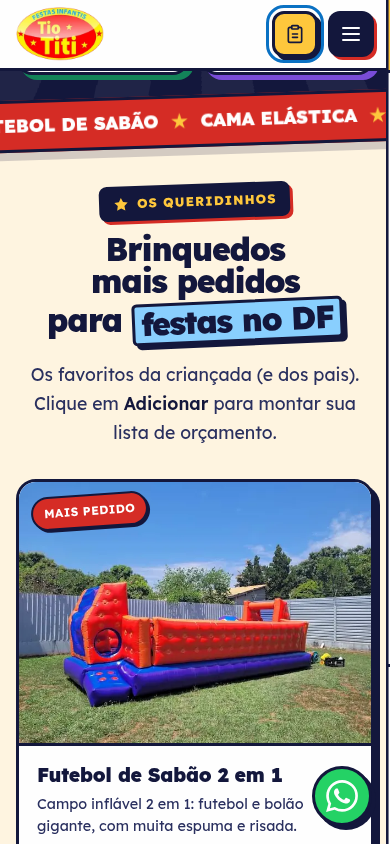 FESTAS INFANTIS
Tio
Titi
TEBOL DE SABÃO ★ CAMA ELÁSTICA ★
★ OS QUERIDINHOS
Brinquedos
mais pedidos
para festas no DF
Os favoritos da criançada (e dos pais).
Clique em Adicionar para montar sua
lista de orçamento.
MAIS PEDIDO
Futebol de Sabão 2 em 1
Campo inflável 2 em 1: futebol e bolão
gigante, com muita espuma e risada.